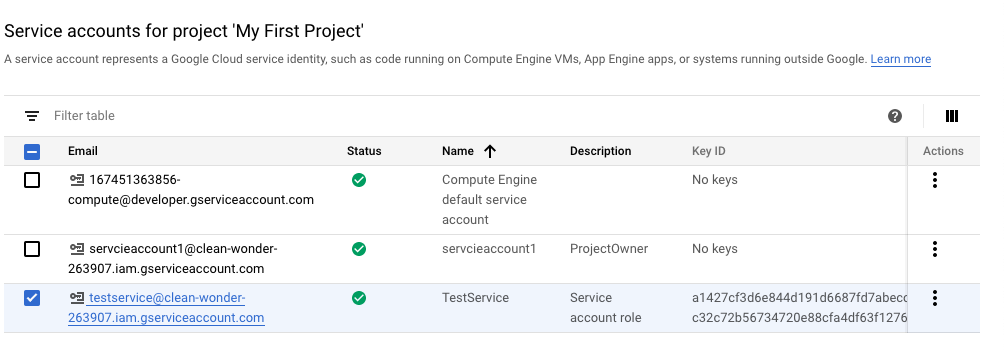 Service accounts for project 'My First Project'
A service account represents a Google Cloud service identity, such as code running on Compute Engine VMs, App Engine apps, or systems running outside Google. Learn more
Filter table
Email Status Name Description Key ID Actions
167451363856-
compute@developer.gserviceaccount.com
Compute Engine
default service
account
No keys
servcieaccount1@clean-wonder-
263907.iam.gserviceaccount.com
servcieaccount1
ProjectOwner
No keys
testservice@clean-wonder-
263907.iam.gserviceaccount.com
TestService
Service
account role
a1427cf3d6e844d191d6687fd7abecc
c32c72b56734720e88cfa4df63f1276